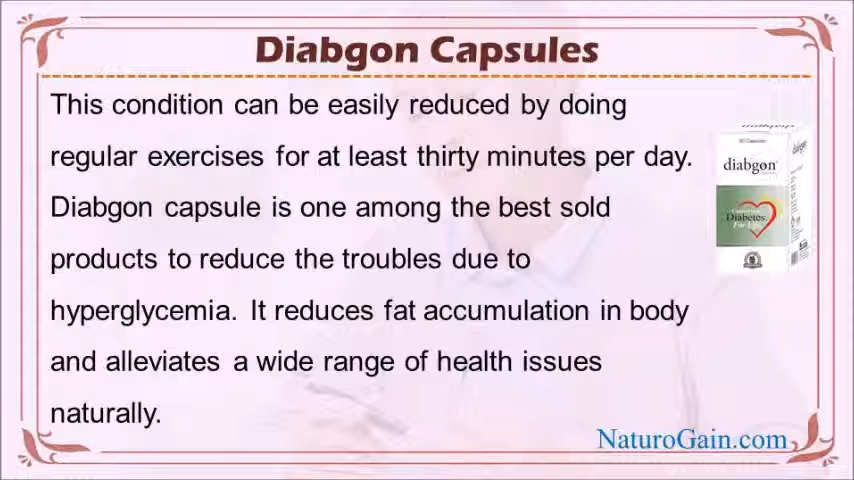 Diabgon Capsules
This condition can be easily reduced by doing
regular exercises for at least thirty minutes per day.
Diabgon capsule is one among the best sold
products to reduce the troubles due to
hyperglycemia. It reduces fat accumulation in body
and alleviates a wide range of health issues
naturally.
diabgon
Diabetes
For Life
NaturoGain.com